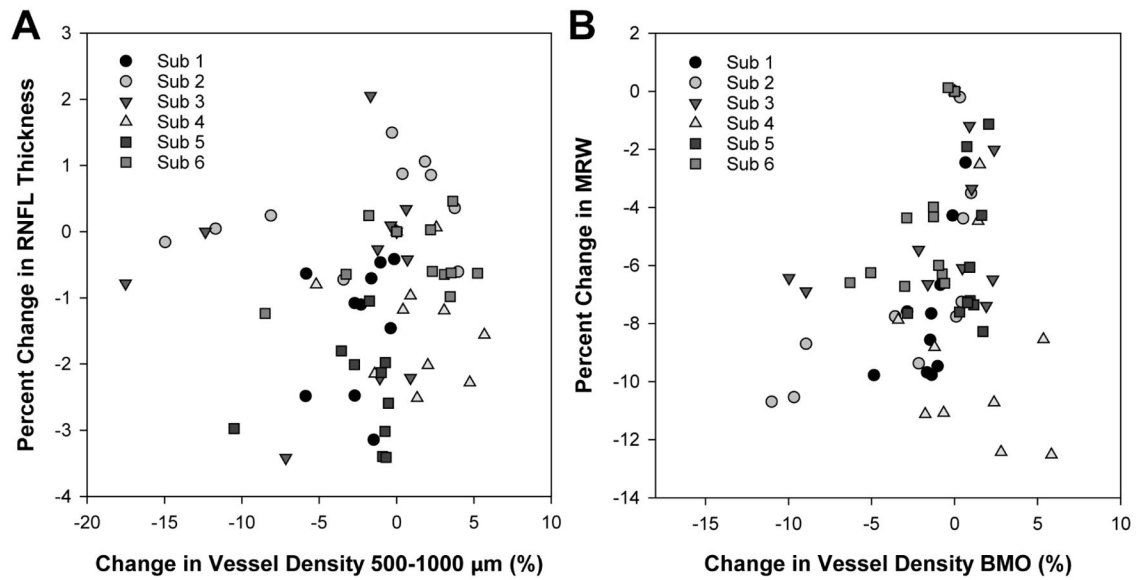 A
Percent Change in RNFL Thickness
3
2
1
0
-1
-2
-3
-4
Sub 1
Sub 2
Sub 3
Sub 4
Sub 5
Sub 6
-20
-15
-10
-5
0
5
10
Change in Vessel Density 500-1000 µm (%)
B
Percent Change in MRW
2
0
-2
-4
-6
-8
-10
-12
-14
Sub 1
Sub 2
Sub 3
Sub 4
Sub 5
Sub 6
-15
-10
-5
0
5
10
Change in Vessel Density BMO (%)